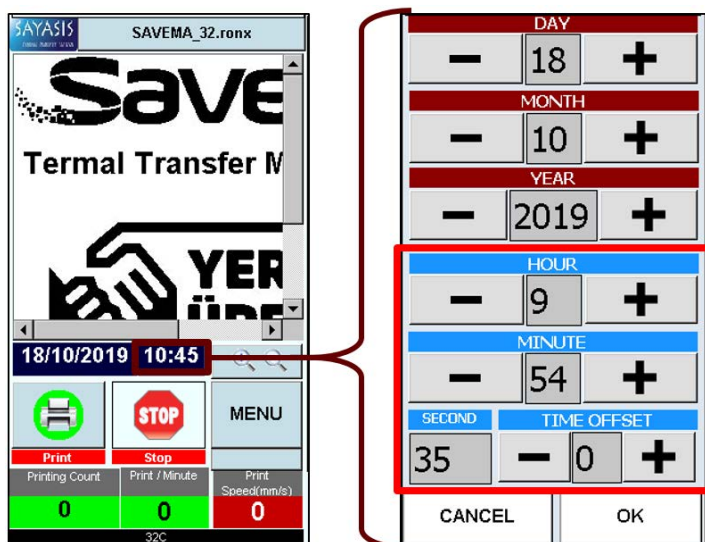 SAYASIS
SAVEMA_32.ronx
Save
Termal Transfer M
YER
ÜRE
18/10/2019 10:45
STOP
MENU
Print
Stop
Printing Count
Print / Minute
Print Speed(mm/s)
0
0
0
32C
DAY
18
MONTH
10
YEAR
2019
HOUR
9
MINUTE
54
SECOND
TIME OFFSET
35
0
CANCEL
OK